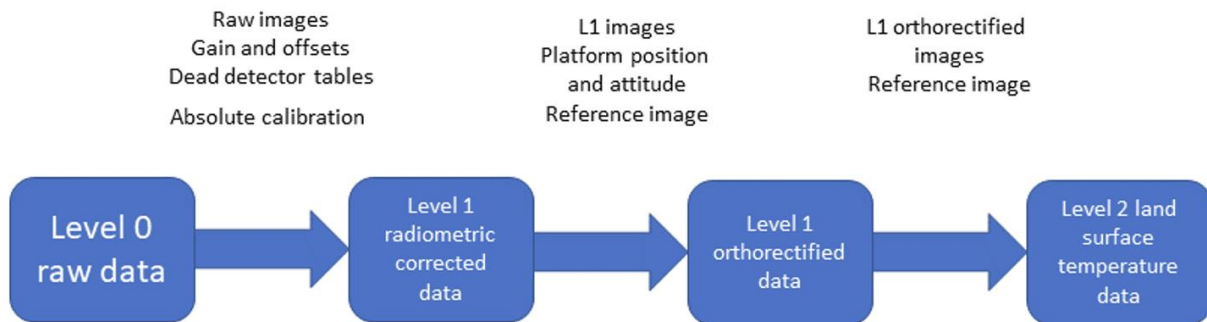 Raw images
Gain and offsets
Dead detector tables
Absolute calibration
L1 images
Platform position
and attitude
Reference image
L1 orthorectified
images
Reference image
Level 0
raw data
Level 1
radiometric
corrected
data
Level 1
orthorectified
data
Level 2 land
surface
temperature
data